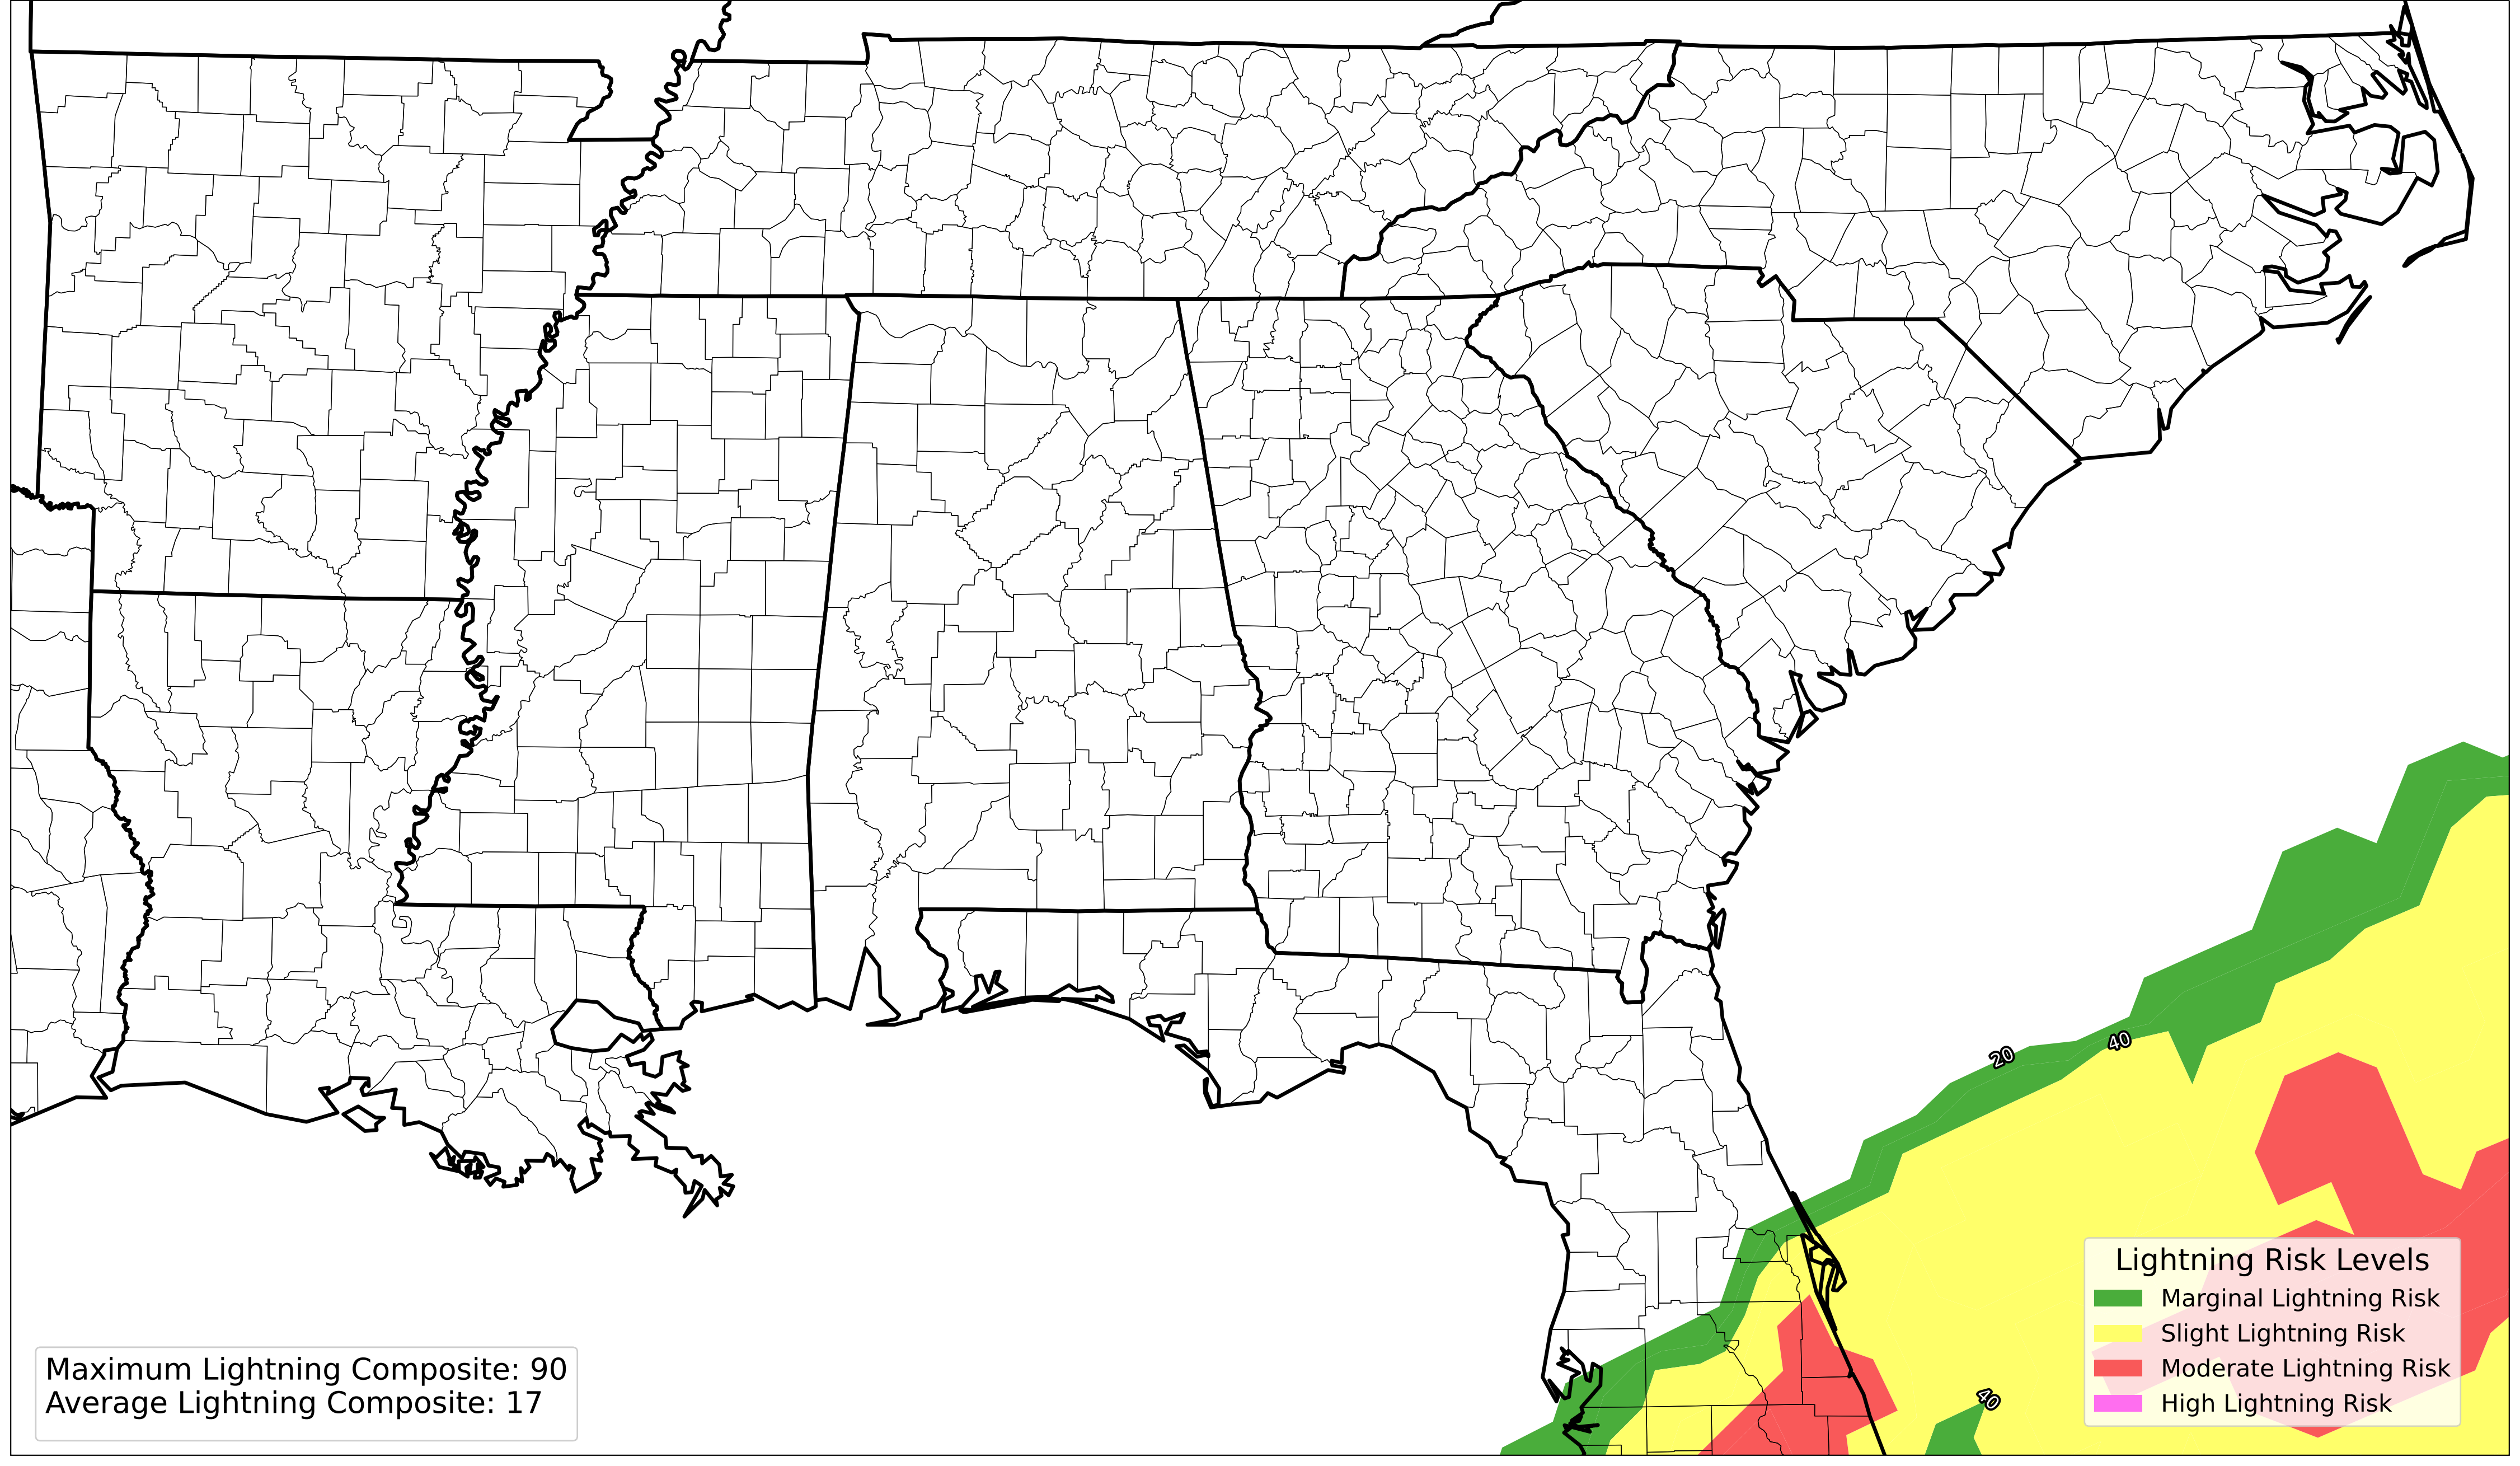 20
40
40
Lightning Risk Levels
Marginal Lightning Risk
Slight Lightning Risk
Moderate Lightning Risk
High Lightning Risk
Maximum Lightning Composite: 90
Average Lightning Composite: 17